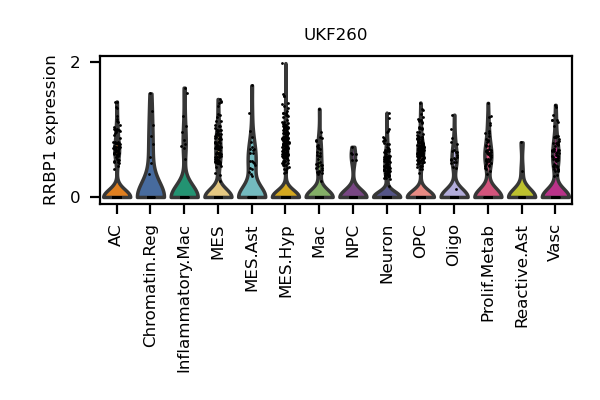 UKF260
RRBP1 expression
2
0
AC
Chromatin.Reg
Inflammatory.Mac
MES
MES.Ast
MES.Hyp
Mac
NPC
Neuron
OPC
Oligo
Prolif.Metab
Reactive.Ast
Vasc